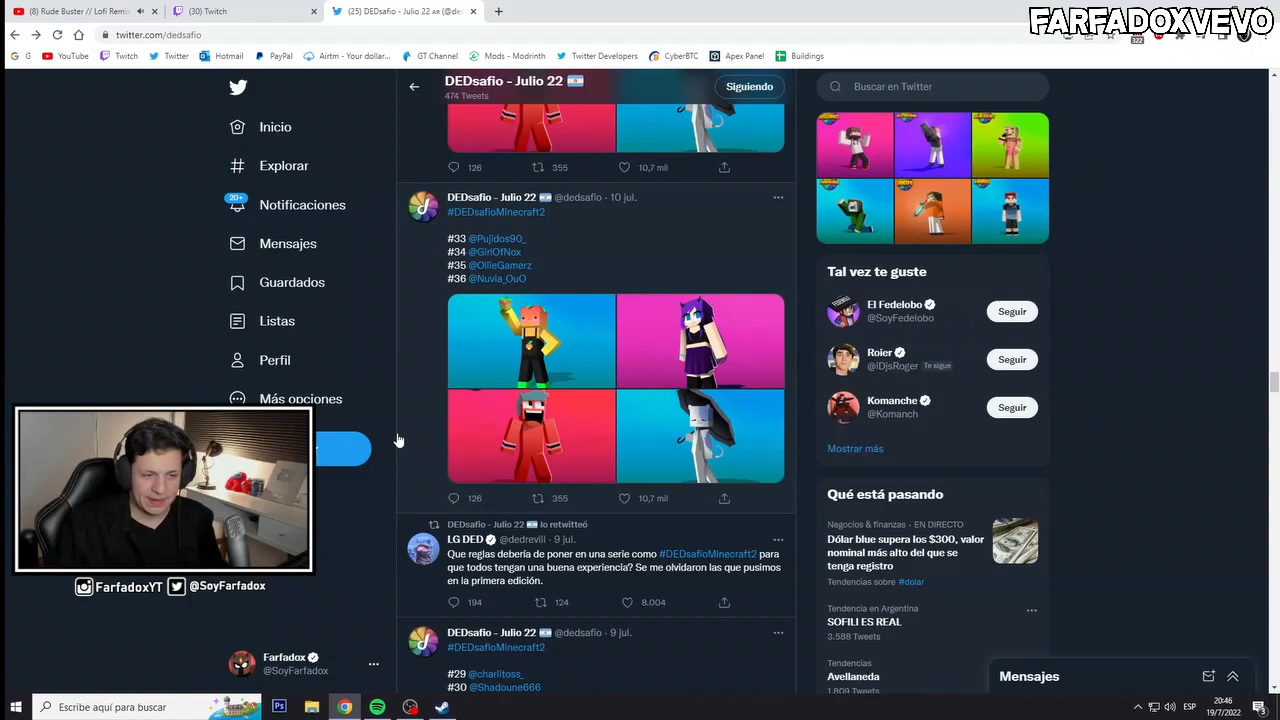 (8) Rude Buster // Lofi Remix
(30) Twitch
(25) DEDsafio - Julio 22 AR (@de
FARFADOXVEVO
twitter.com/dedsafio
G
YouTube
Twitch
Twitter
Hotmail
PayPal
Airtm - Your dollar...
GT Channel
Mods - Modrinth
Twitter Developers
CyberBTC
Apex Panel
Buildings
DEDsafio - Julio 22
474 Tweets
Siguiendo
Buscar en Twitter
Inicio
Explorar
20+
Notificaciones
Mensajes
Guardados
Listas
Perfil
Más opciones
126 355 10,7 mil
DEDsafio - Julio 22 @dedsafio · 10 jul.
#DEDsafioMinecraft2
#33 @Pujidos90_
#34 @GirlOfNox
#35 @OllieGamerz
#36 @Nuvia_OuO
126 355 10,7 mil
DEDsafio - Julio 22 lo retwitteó
LG DED @dedreviil · 9 jul.
Que reglas debería de poner en una serie como #DEDsafioMinecraft2 para
que todos tengan una buena experiencia? Se me olvidaron las que pusimos
en la primera edición.
194 124 8.004
DEDsafio - Julio 22 @dedsafio · 9 jul.
#DEDsafioMinecraft2
#29 @charlitoss_
#30 @Shadoune666
Tal vez te guste
El Fedelobo
@SoyFedelobo
Seguir
Roier
@iDjsRoger Te sigue
Seguir
Komanche
@Komanch
Seguir
Mostrar más
Qué está pasando
Negocios & finanzas · EN DIRECTO
Dólar blue supera los $300, valor
nominal más alto del que se
tenga registro
Tendencias sobre #dolar
Tendencia en Argentina
SOFILI ES REAL
3.588 Tweets
Tendencias
Avellaneda
1.809 Tweets
Mensajes
FarfadoxYT @SoyFarfadox
Farfadox
@SoyFarfadox
Escribe aquí para buscar
ESP
20:46
19/7/2022
3